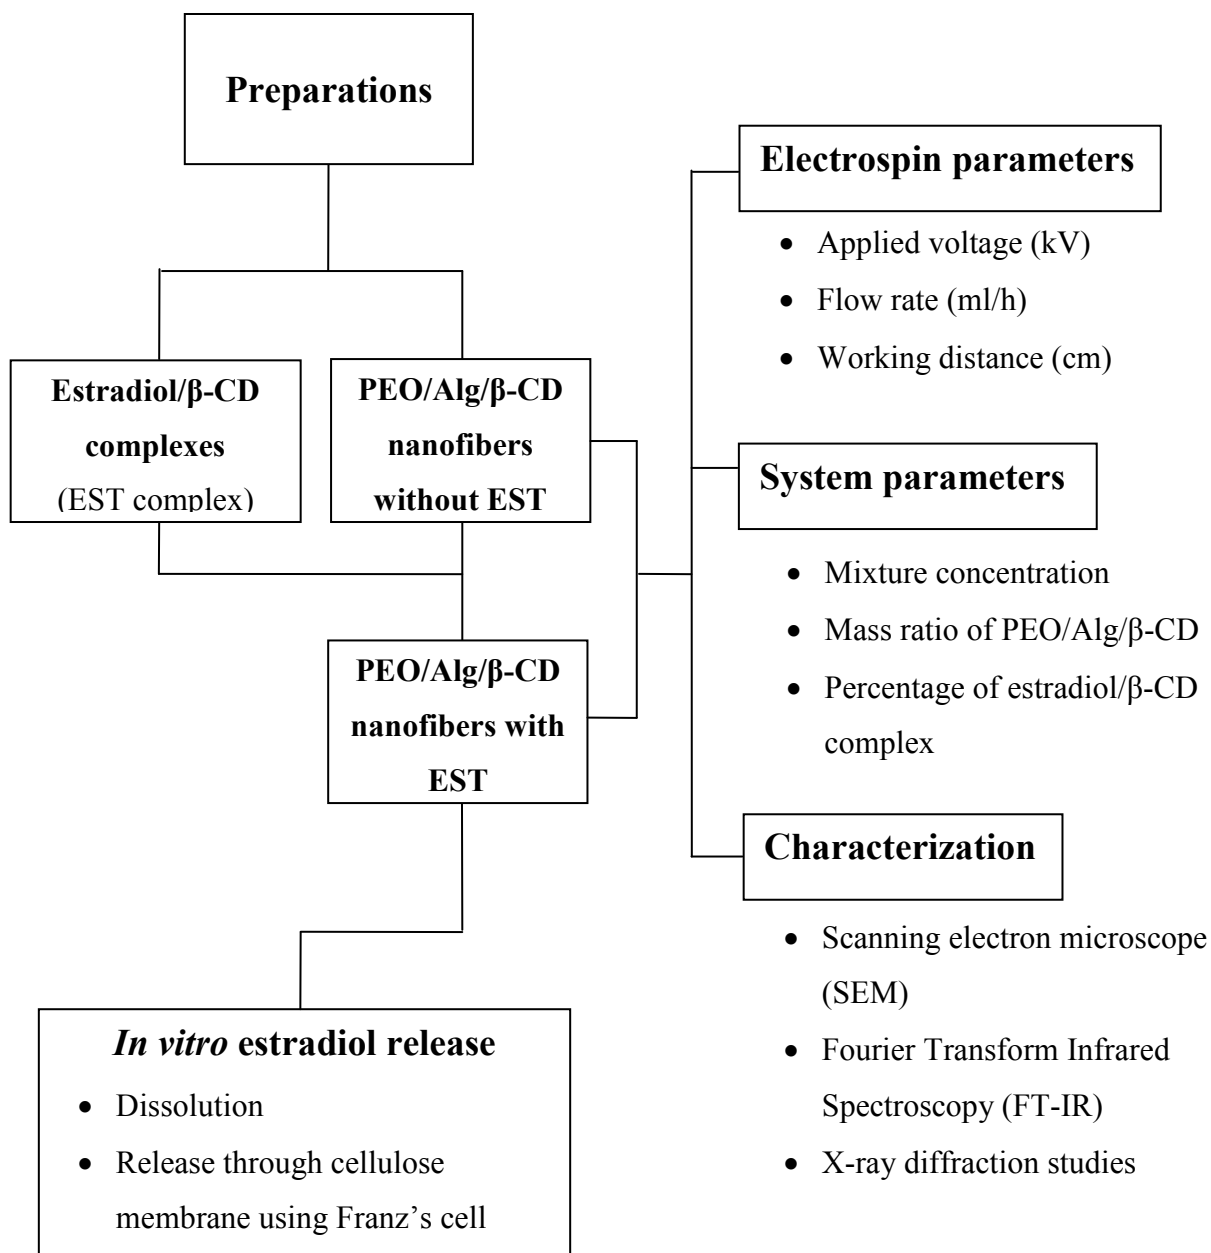 Preparations
Estradiol/β-CD
complexes
(EST complex)
PEO/Alg/β-CD
nanofibers
without EST
PEO/Alg/β-CD
nanofibers with
EST
In vitro estradiol release
• Dissolution
• Release through cellulose
membrane using Franz’s cell
Electrospin parameters
• Applied voltage (kV)
• Flow rate (ml/h)
• Working distance (cm)
System parameters
• Mixture concentration
• Mass ratio of PEO/Alg/β-CD
• Percentage of estradiol/β-CD
complex
Characterization
• Scanning electron microscope
(SEM)
• Fourier Transform Infrared
Spectroscopy (FT-IR)
• X-ray diffraction studies